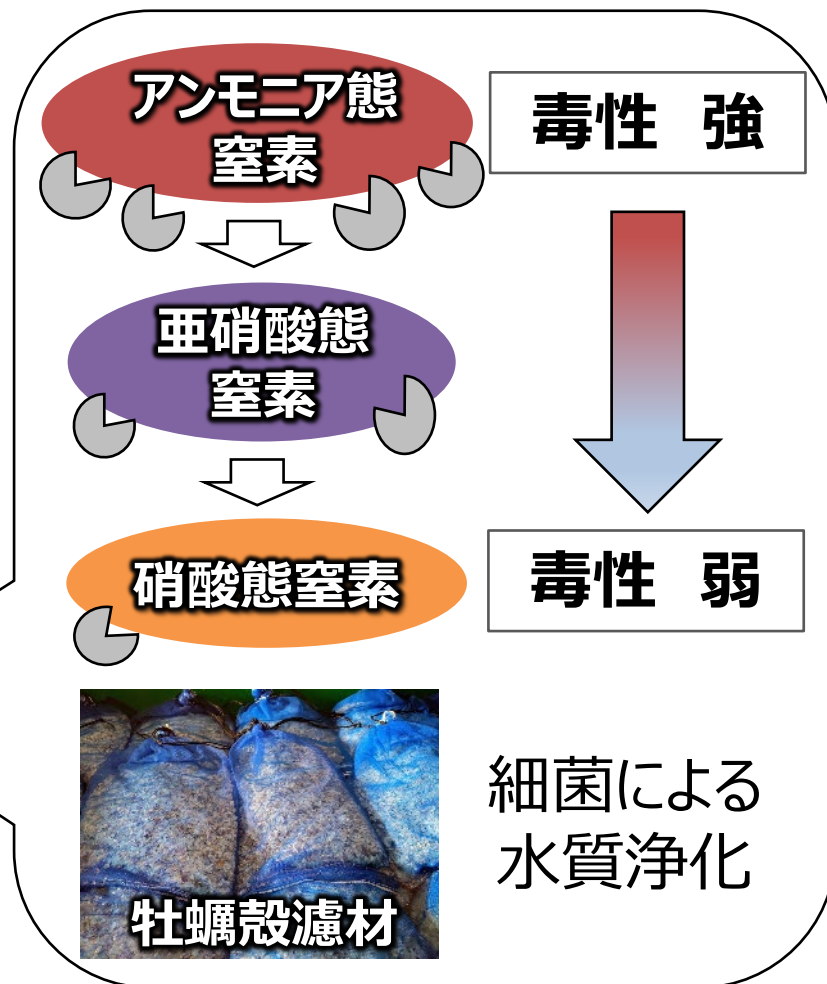 アンモニア態
窒素
毒性 強
亜硝酸態
窒素
硝酸態窒素
毒性 弱
細菌による
水質浄化
牡蠣殻濾材